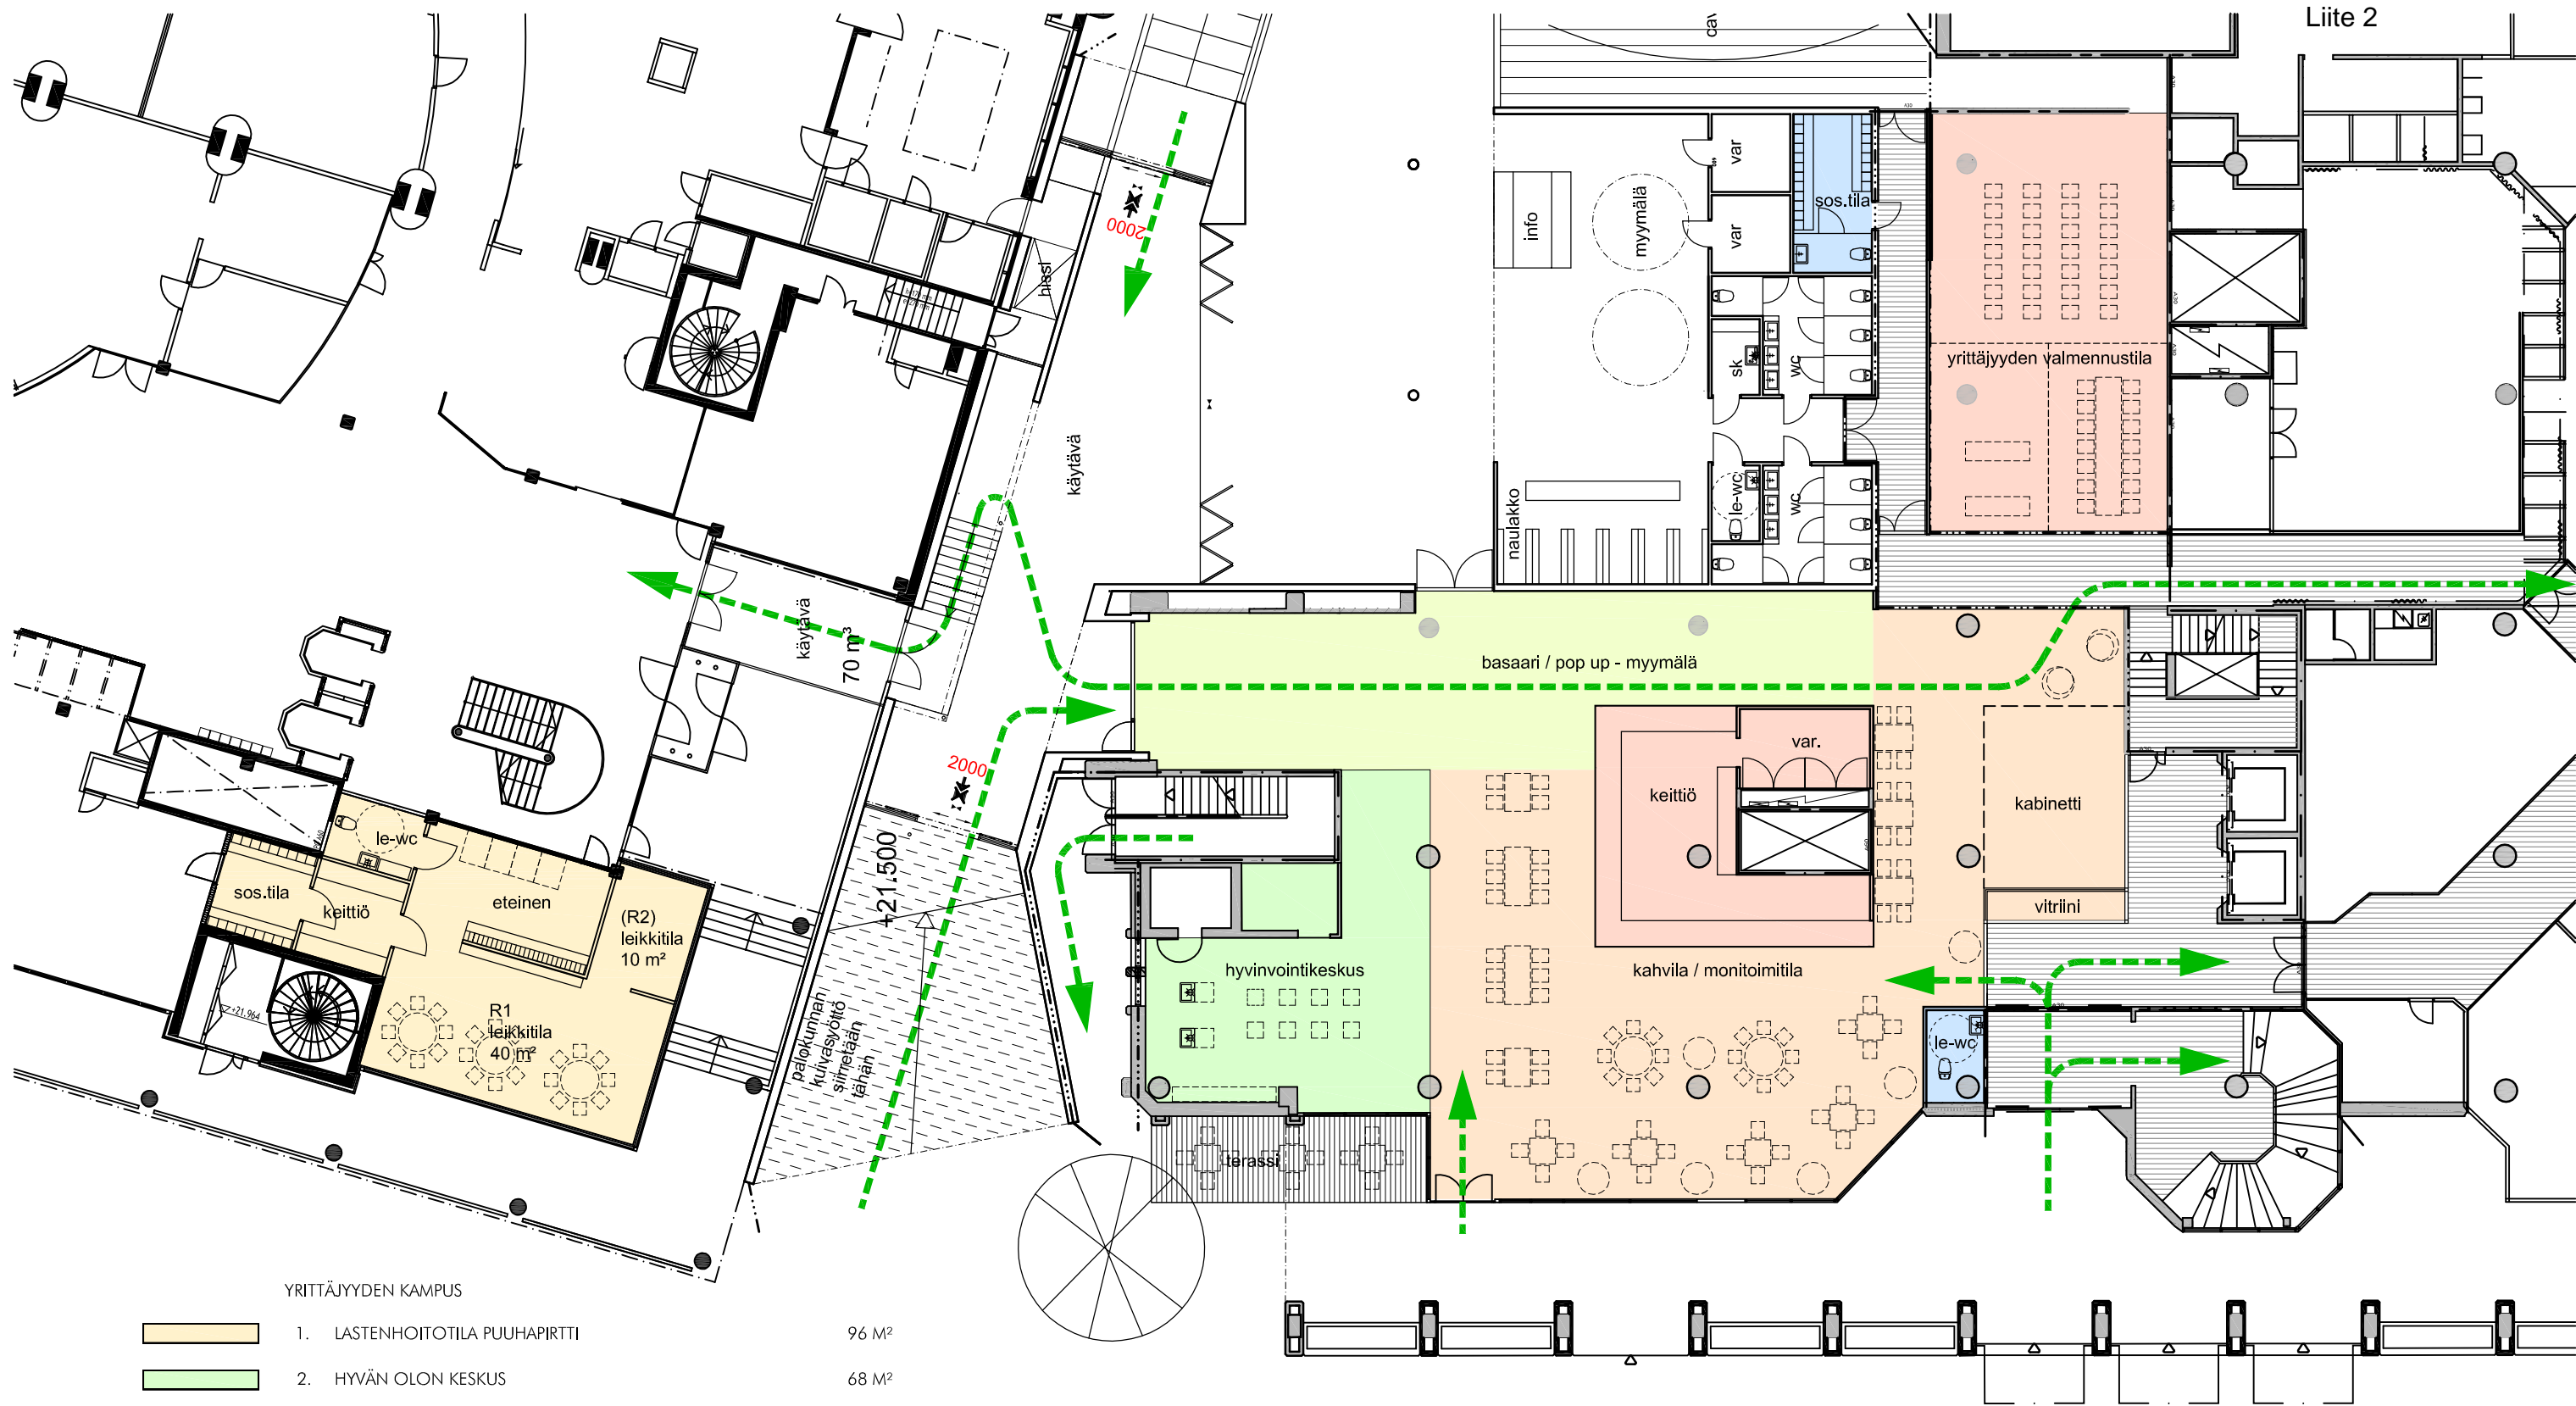 Liite 2
cav
var
var
sos.tila
info
myymälä
hissi
2000
sk
wc
yrittäjyyden valmennustila
käytävä
naulakko
le-wc
wc
käytävä
70 m³
basaari / pop up - myymälä
2000
var.
keittiö
kabinetti
vitriini
+21.500
le-wc
sos.tila
keittiö
eteinen
(R2)
leikkitila
10 m²
hyvinvointikeskus
kahvila / monitoimitila
+21.964
R1
leikkitila
40 m²
palokunnan
kuivasyöttö
siirretään
tähän
le-wc
terassi
YRITTÄJYYDEN KAMPUS
1. LASTENHOITOTILA PUUHAPIRTTI 96 M²
2. HYVÄN OLON KESKUS 68 M²